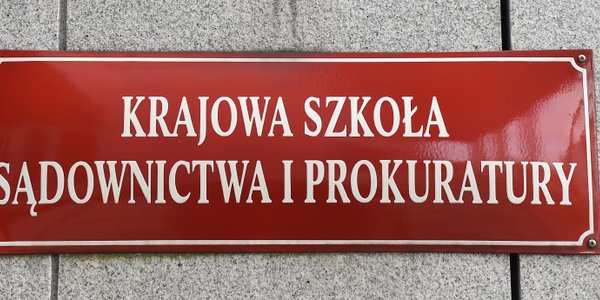 KRAJOWA SZKOŁA
SĄDOWNICTWA I PROKURATURY